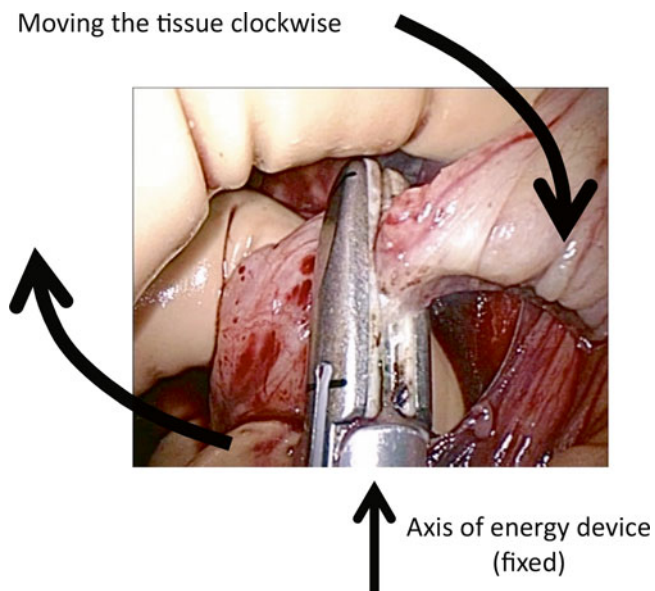 Moving the tissue clockwise
Axis of energy device
(fixed)